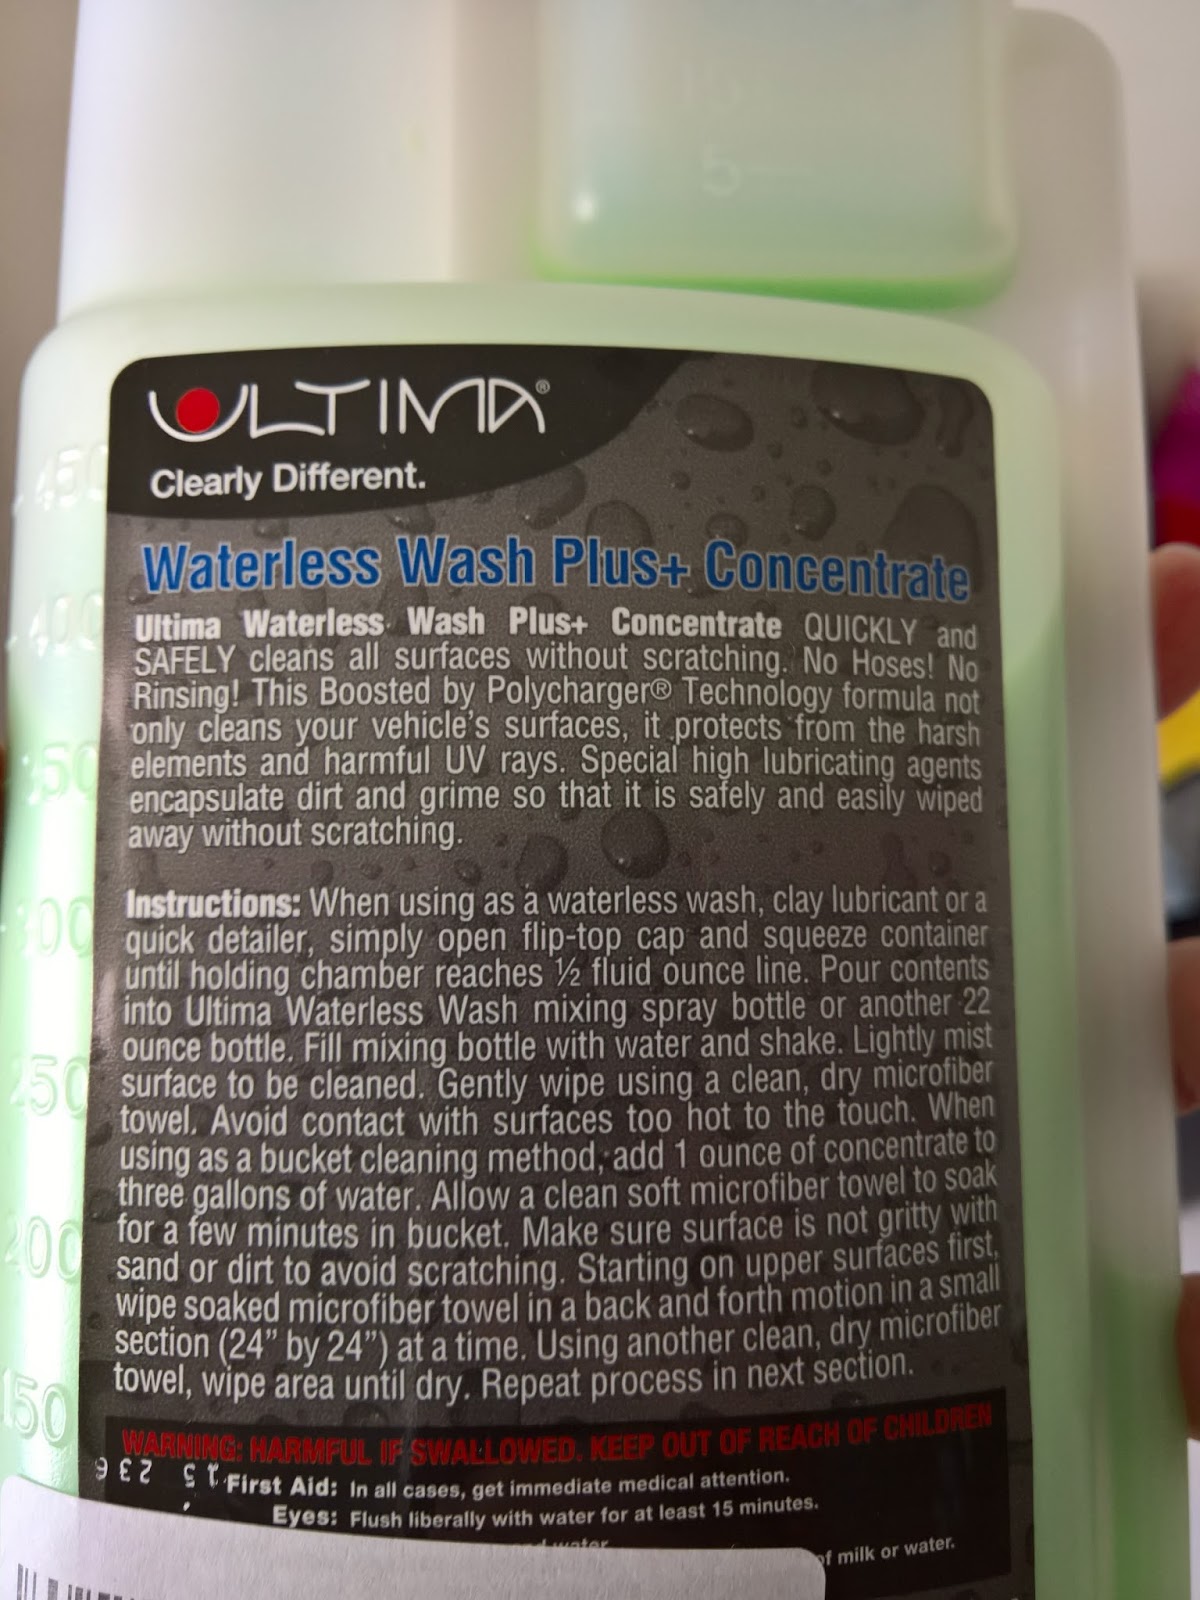 5
ULTIMA®
Clearly Different.
Waterless Wash Plus+ Concentrate
Ultima Waterless Wash Plus+ Concentrate QUICKLY and
SAFELY cleans all surfaces without scratching. No Hoses! No
Rinsing! This Boosted by Polycharger® Technology formula not
only cleans your vehicle's surfaces, it protects from the harsh
elements and harmful UV rays. Special high lubricating agents
encapsulate dirt and grime so that it is safely and easily wiped
away without scratching.
Instructions: When using as a waterless wash, clay lubricant or a
quick detailer, simply open flip-top cap and squeeze container
until holding chamber reaches ½ fluid ounce line. Pour contents
into Ultima Waterless Wash mixing spray bottle or another 22
ounce bottle. Fill mixing bottle with water and shake. Lightly mist
surface to be cleaned. Gently wipe using a clean, dry microfiber
towel. Avoid contact with surfaces too hot to the touch. When
using as a bucket cleaning method, add 1 ounce of concentrate to
three gallons of water. Allow a clean soft microfiber towel to soak
for a few minutes in bucket. Make sure surface is not gritty with
sand or dirt to avoid scratching. Starting on upper surfaces first,
wipe soaked microfiber towel in a back and forth motion in a small
section (24" by 24") at a time. Using another clean, dry microfiber
towel, wipe area until dry. Repeat process in next section.
WARNING: HARMFUL IF SWALLOWED. KEEP OUT OF REACH OF CHILDREN
First Aid: In all cases, get immediate medical attention.
Eyes: Flush liberally with water for at least 15 minutes.
water
of milk or water.
450
400
350
300
250
200
150